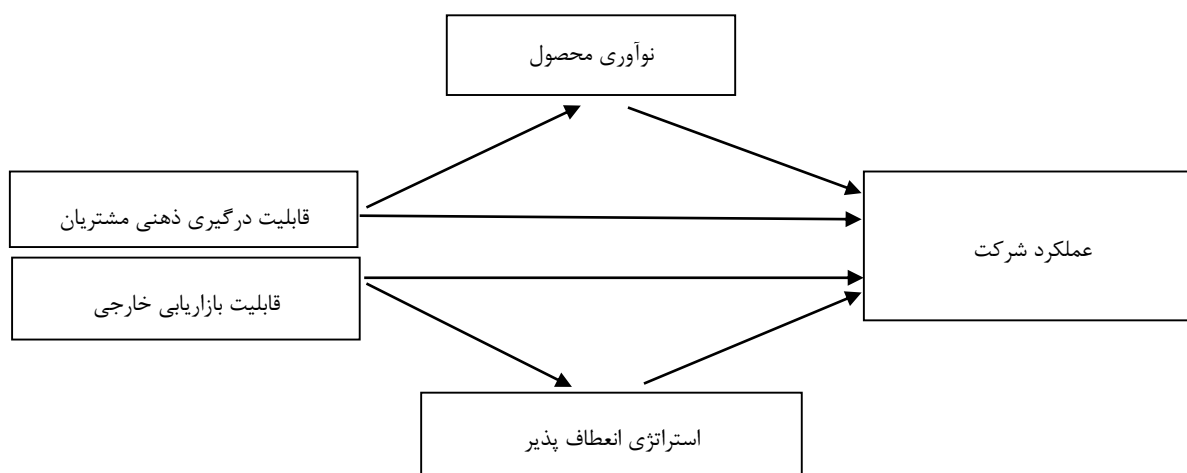 نوآوری محصول
قابلیت درگیری ذهنی مشتریان
عملکرد شرکت
قابلیت بازاریابی خارجی
استراتژی انعطاف پذیر